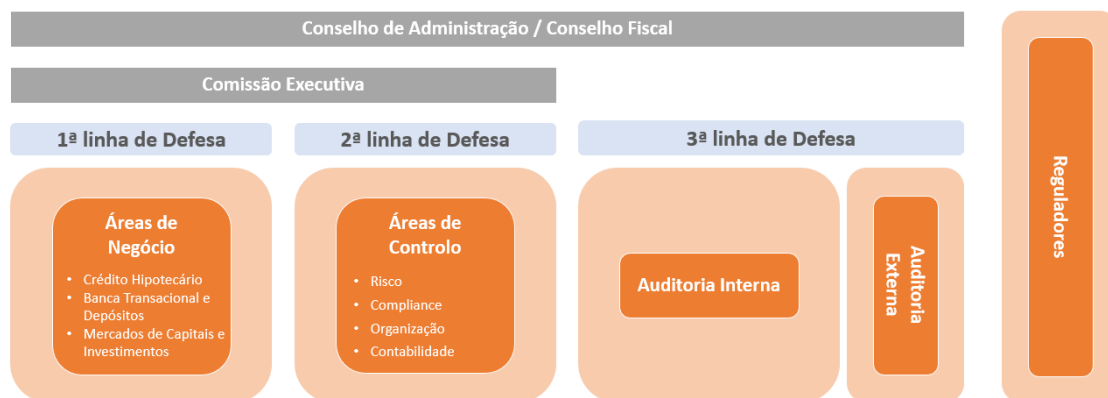 Conselho de Administração / Conselho Fiscal
Comissão Executiva
1ª linha de Defesa
2ª linha de Defesa
3ª linha de Defesa
Áreas de
Negócio
• Crédito Hipotecário
• Banca Transacional e
Depósitos
• Mercados de Capitais e
Investimentos
Áreas de
Controlo
• Risco
• Compliance
• Organização
• Contabilidade
Auditoria Interna
Auditoria
Externa
Reguladores